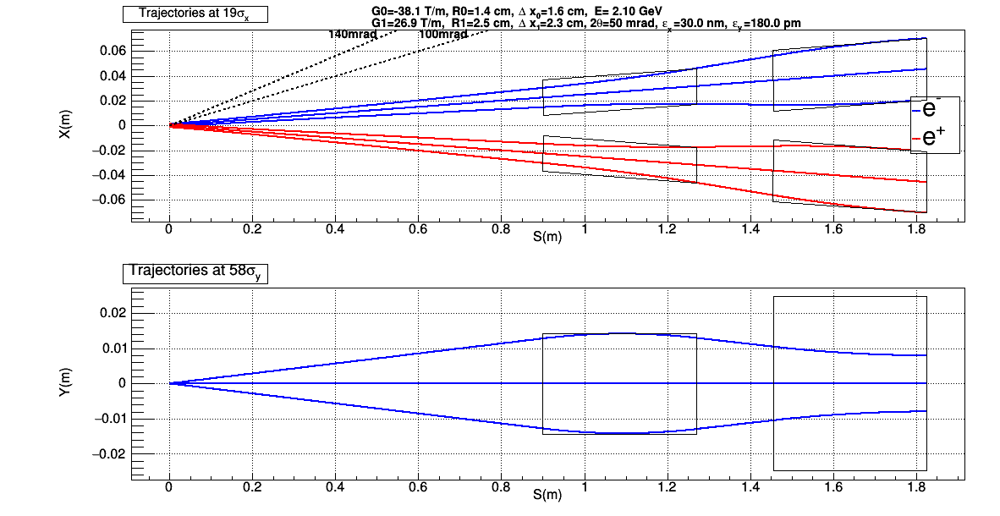 Trajectories at 19σx
G0=-38.1 T/m, R0=1.4 cm, Δ x0=1.6 cm, E= 2.10 GeV
G1=26.9 T/m, R1=2.5 cm, Δ x1=2.3 cm, 2θ=50 mrad, εx=30.0 nm, εy=180.0 pm
140mrad
100mrad
X(m)
0.06
0.04
0.02
0
−0.02
−0.04
−0.06
e-
e+
0 0.2 0.4 0.6 0.8 1 1.2 1.4 1.6 1.8
S(m)
Trajectories at 58σy
Y(m)
0.02
0.01
0
−0.01
−0.02
0 0.2 0.4 0.6 0.8 1 1.2 1.4 1.6 1.8
S(m)